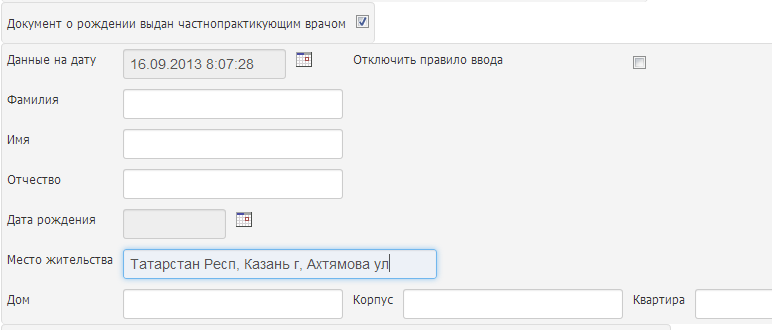 Документ о рождении выдан частнопрактикующим врачом
Данные на дату 16.09.2013 8:07:28 Отключить правило ввода
Фамилия
Имя
Отчество
Дата рождения
Место жительства Татарстан Респ, Казань г, Ахтямова ул
Дом Корпус Квартира